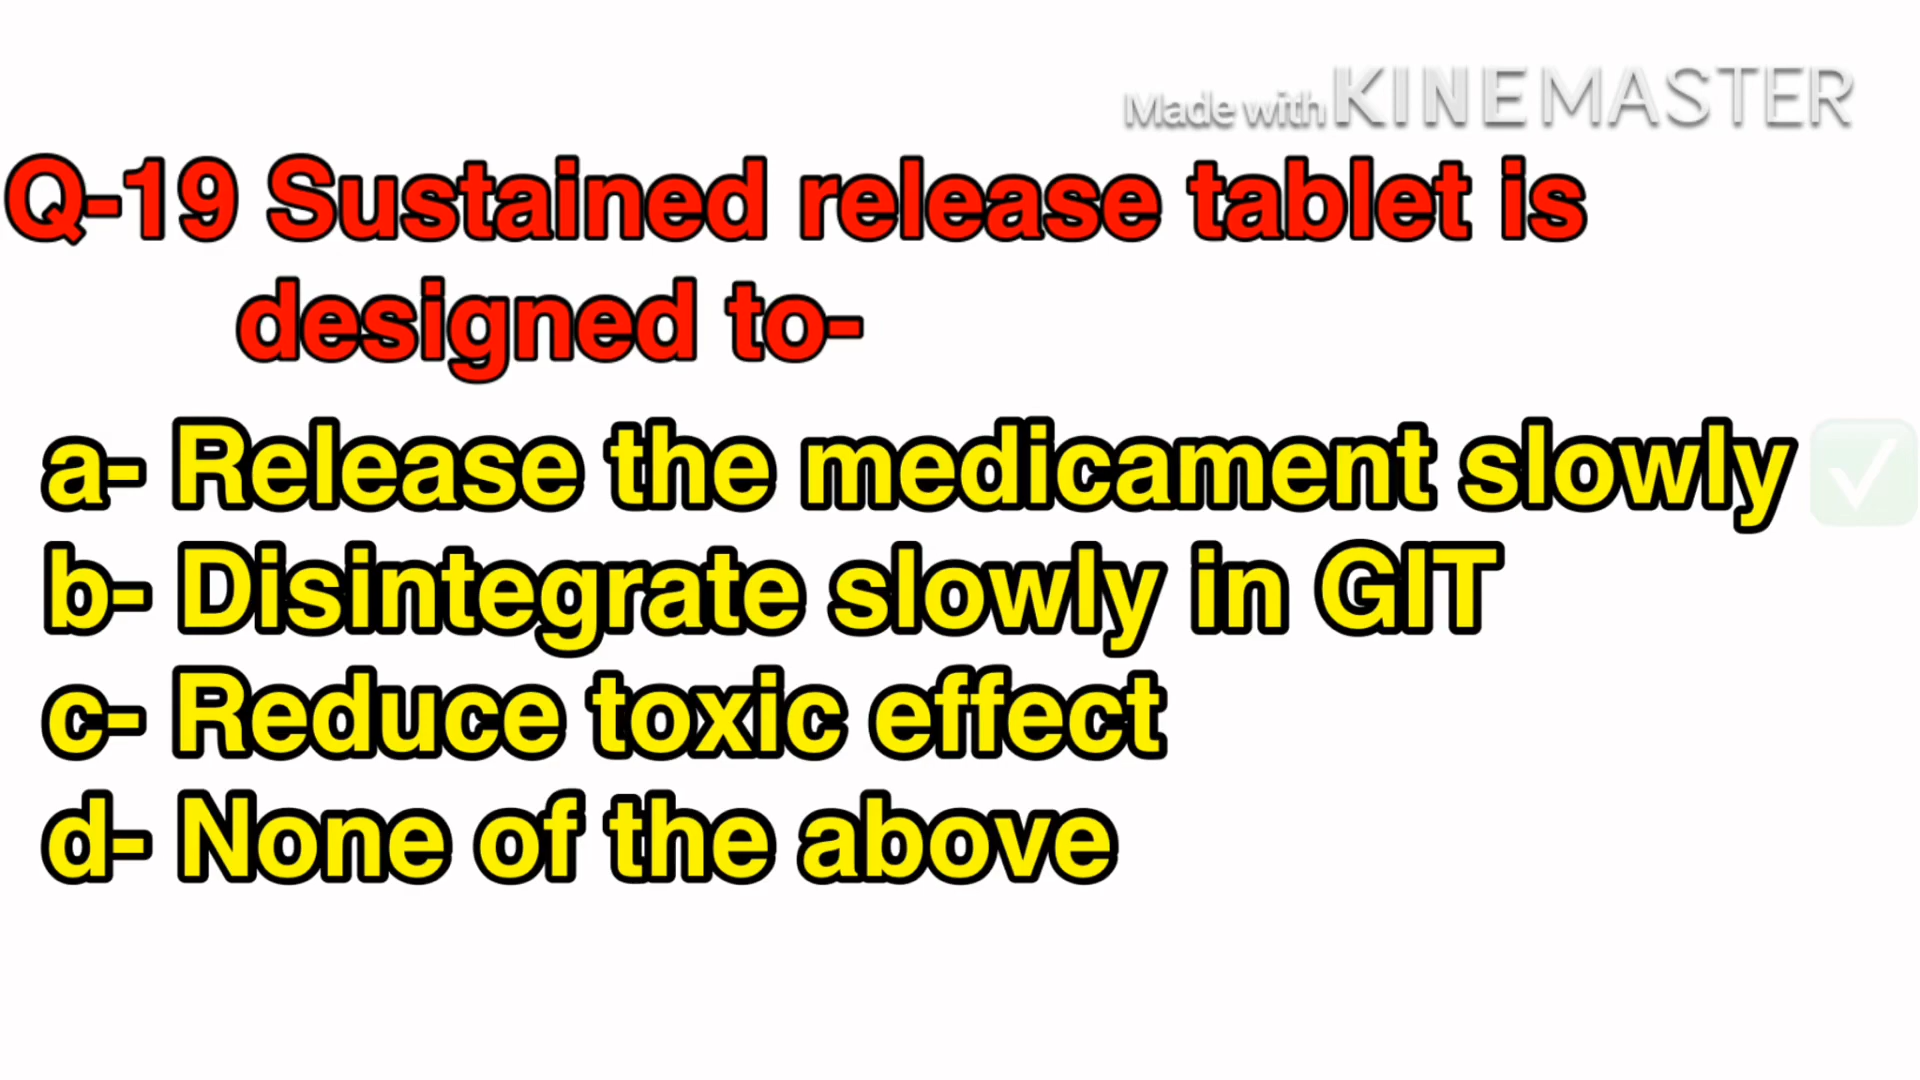 Made with KINEMASTER
Q-19 Sustained release tablet is
designed to-
a- Release the medicament slowly ✅
b- Disintegrate slowly in GIT
c- Reduce toxic effect
d- None of the above